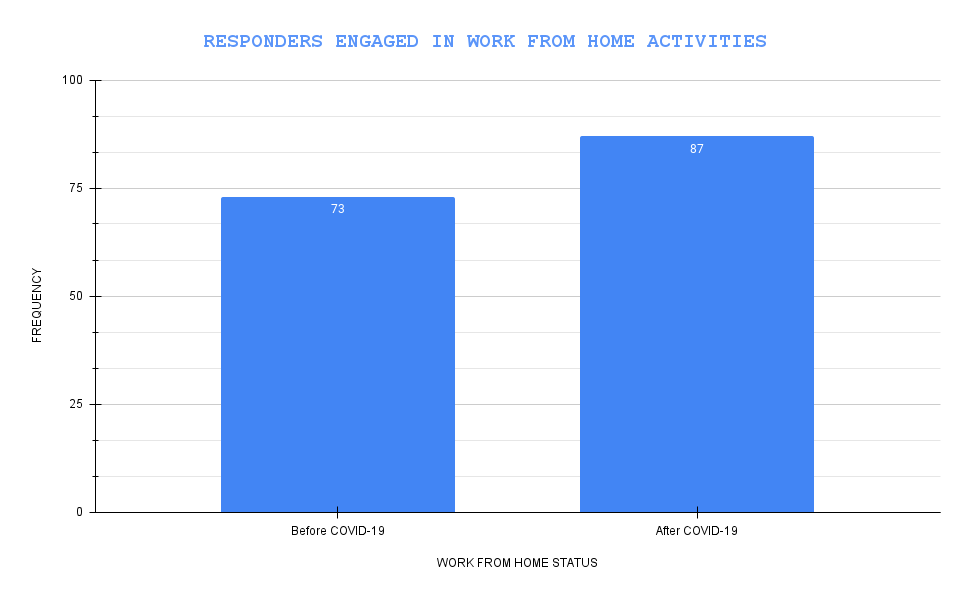 RESPONDERS ENGAGED IN WORK FROM HOME ACTIVITIES
100
75
50
25
0
FREQUENCY
73
87
Before COVID-19
After COVID-19
WORK FROM HOME STATUS